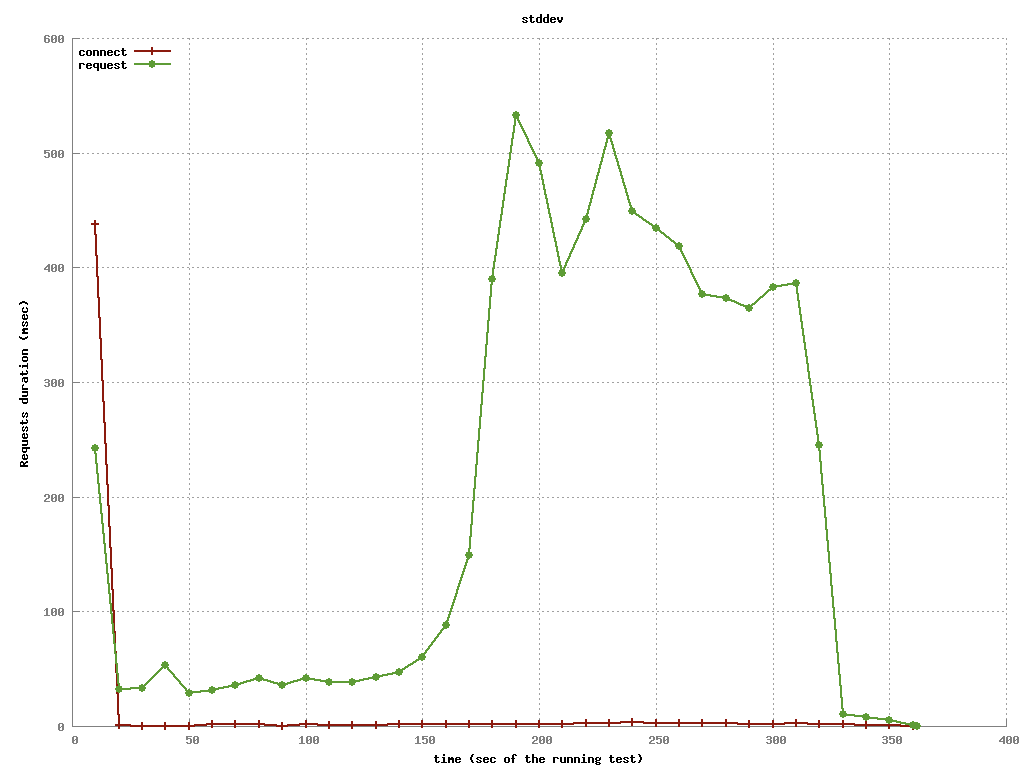 stddev
600
connect
request
500
400
Requests duration (msec)
300
200
100
0
0 50 100 150 200 250 300 350 400
time (sec of the running test)